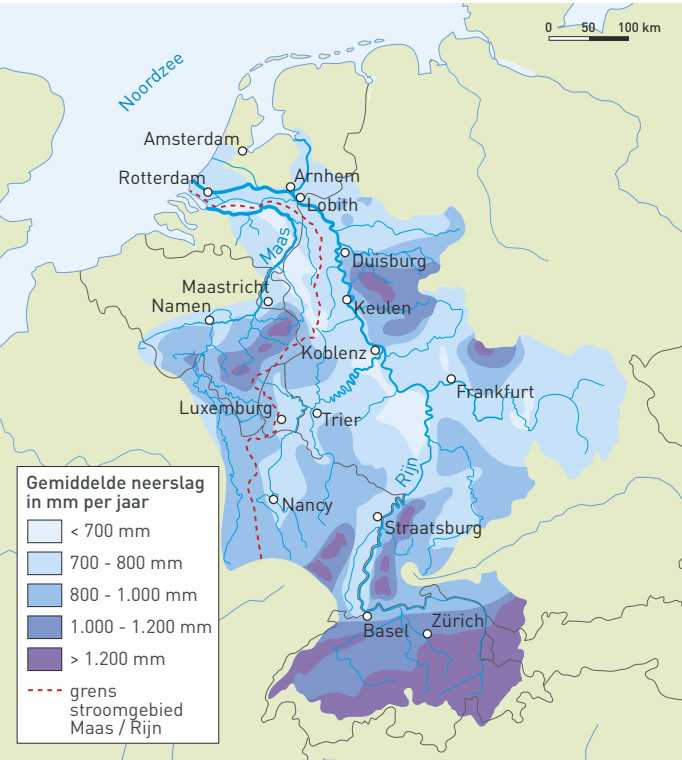 0 50 100 km
Noordzee
Amsterdam
Rotterdam
Arnhem
Lobith
Maas
Duisburg
Maastricht
Namen
Keulen
Koblenz
Frankfurt
Luxemburg
Trier
Rijn
Nancy
Straatsburg
Basel
Zürich
Gemiddelde neerslag
in mm per jaar
< 700 mm
700 - 800 mm
800 - 1.000 mm
1.000 - 1.200 mm
> 1.200 mm
grens
stroomgebied
Maas / Rijn